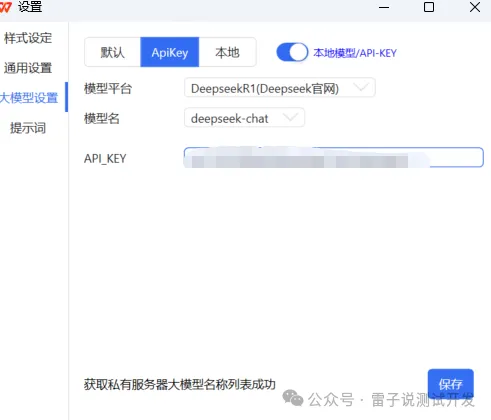 设置
样式设定
通用设置
大模型设置
提示词
默认 ApiKey 本地 本地模型/API-KEY
模型平台 DeepseekR1(Deepseek官网)
模型名 deepseek-chat
API_KEY
获取私有服务器大模型名称列表成功 保存
公众号 · 雷子说测试开发